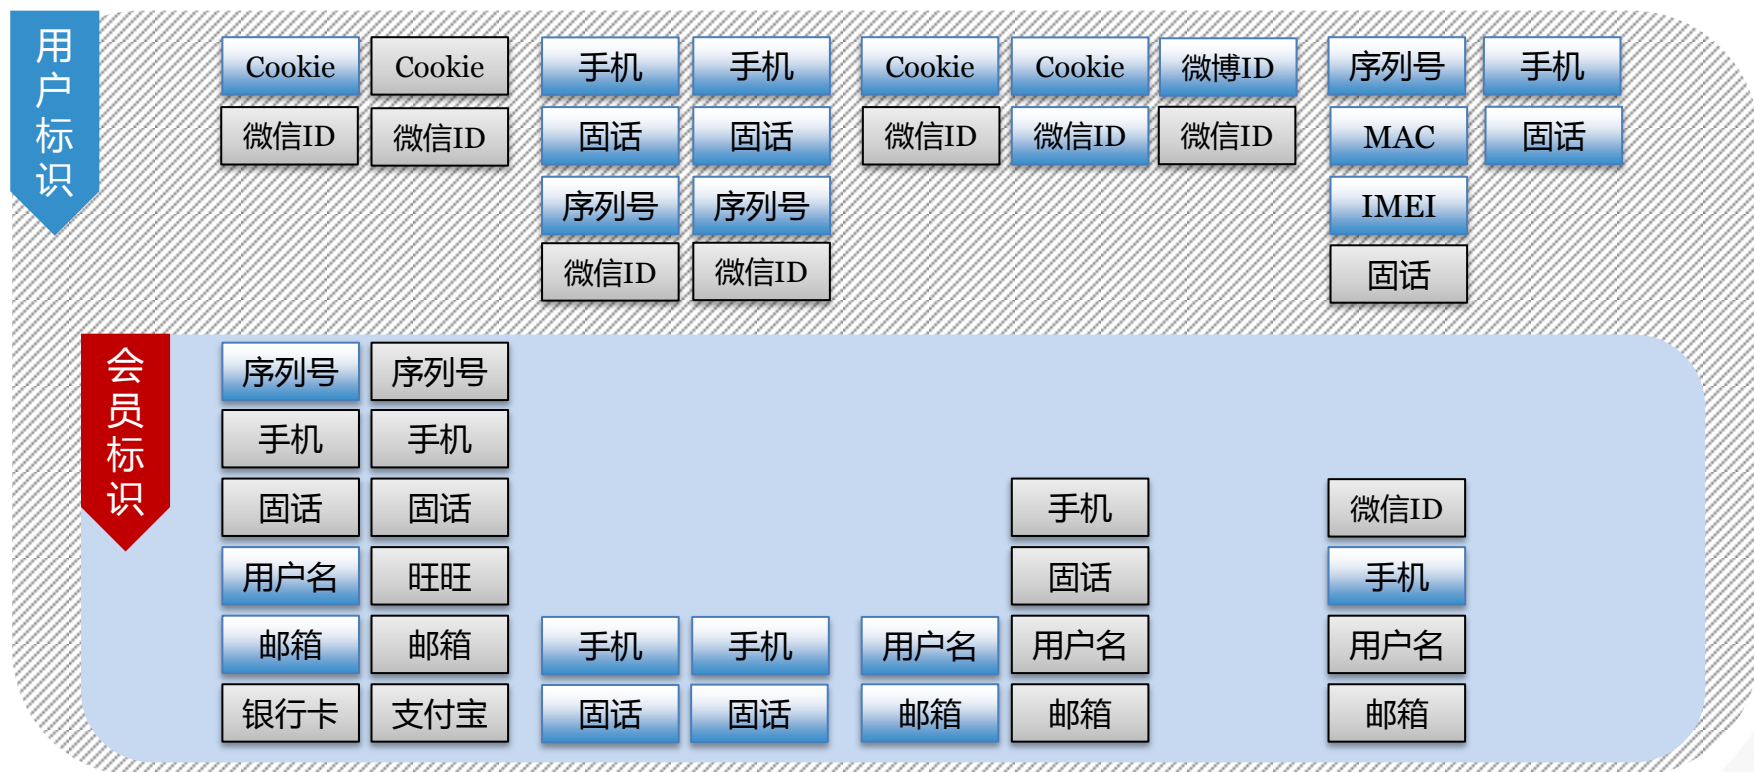 用户标识
Cookie Cookie 手机 手机 Cookie Cookie 微博ID 序列号 手机
微信ID 微信ID 固话 固话 微信ID 微信ID 微信ID MAC 固话
序列号 序列号 IMEI
微信ID 微信ID 固话
会员标识
序列号 序列号
手机 手机
固话 固话 手机 微信ID
用户名 旺旺 固话 手机
邮箱 邮箱 手机 手机 用户名 用户名 用户名
银行卡 支付宝 固话 固话 邮箱 邮箱 邮箱